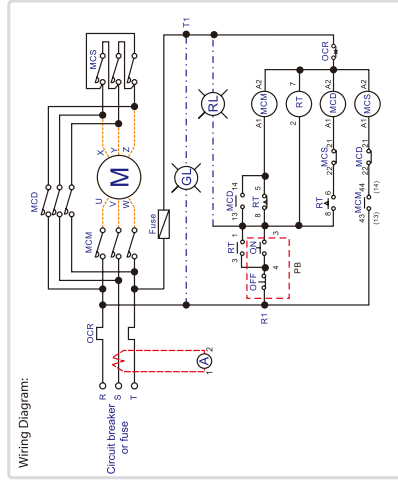 Wiring Diagram:
Circuit breaker
or fuse
R
S
T
OCR
A
1
2
MCM
MCD
MCS
U
V
W
M
X
Y
Z
Fuse
T1
GL
RL
R1
OFF
ON
PB
3
4
RT
1
3
MCD
13
14
RT
8
5
MCM
A1
A2
RT
2
7
MCD
A1
A2
MCS
A1
A2
OCR
MCS
21
22
MCD
21
22
RT
8
6
MCM
43
44
(13)
(14)